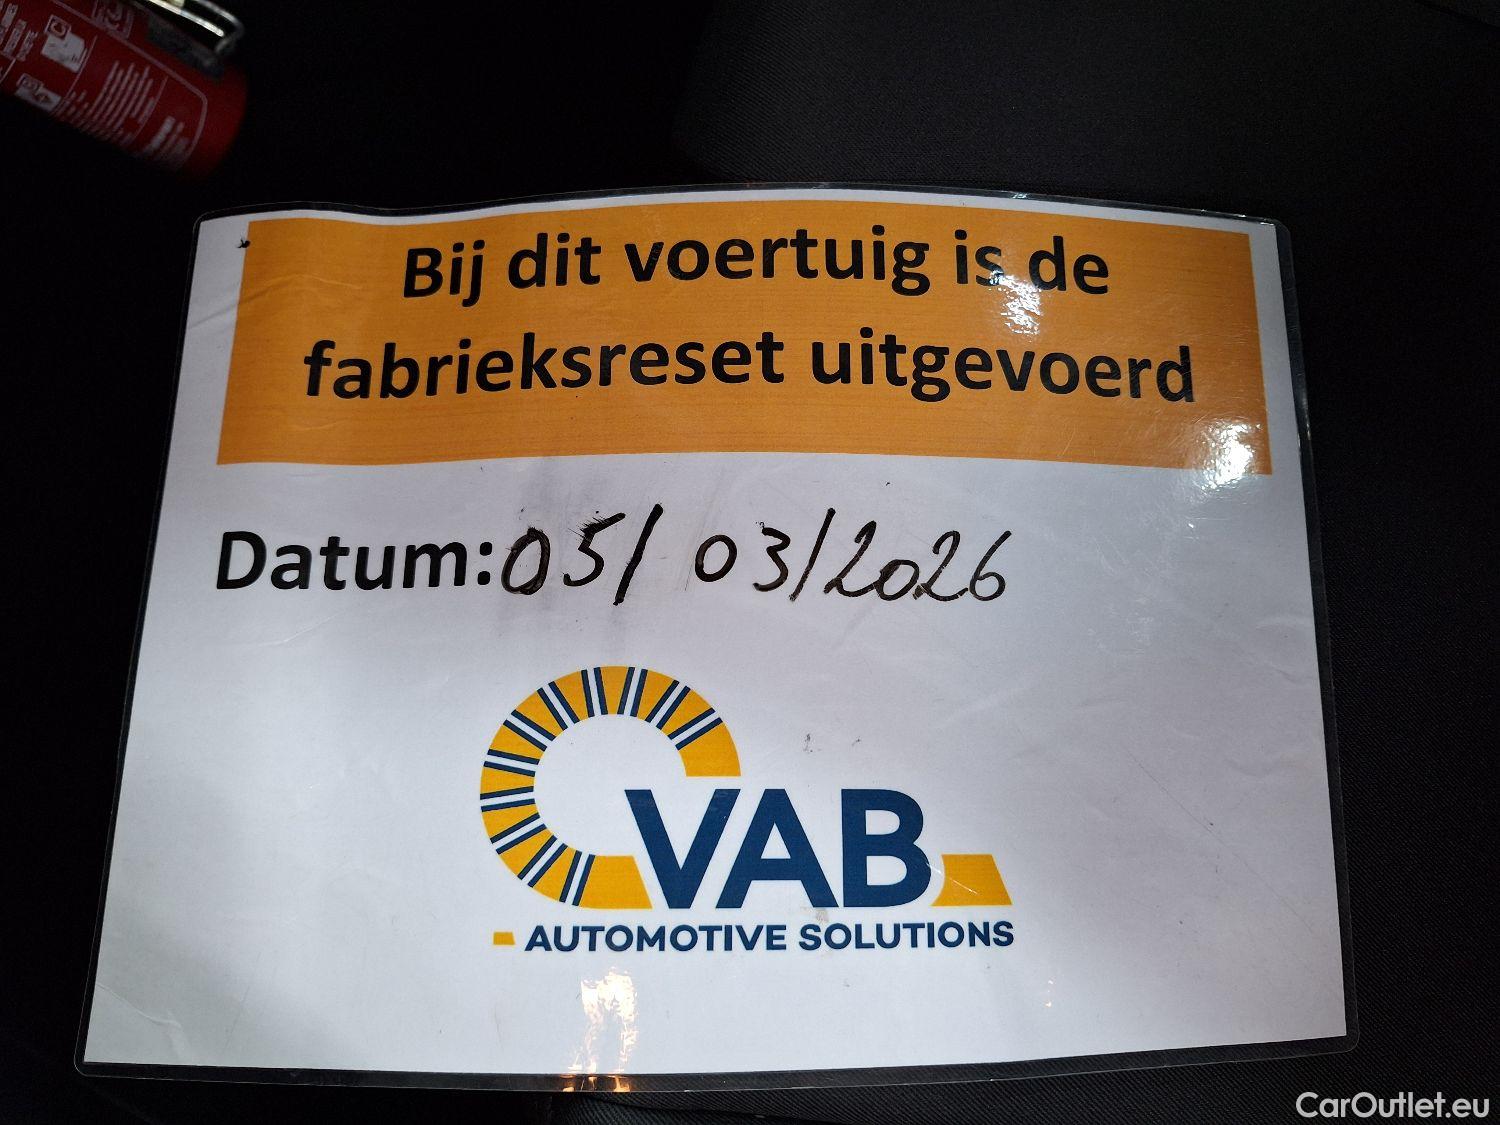 Bij dit voertuig is de
fabrieksreset uitgevoerd
Datum: 05/03/2026
VAB
AUTOMOTIVE SOLUTIONS
CarOutlet.eu